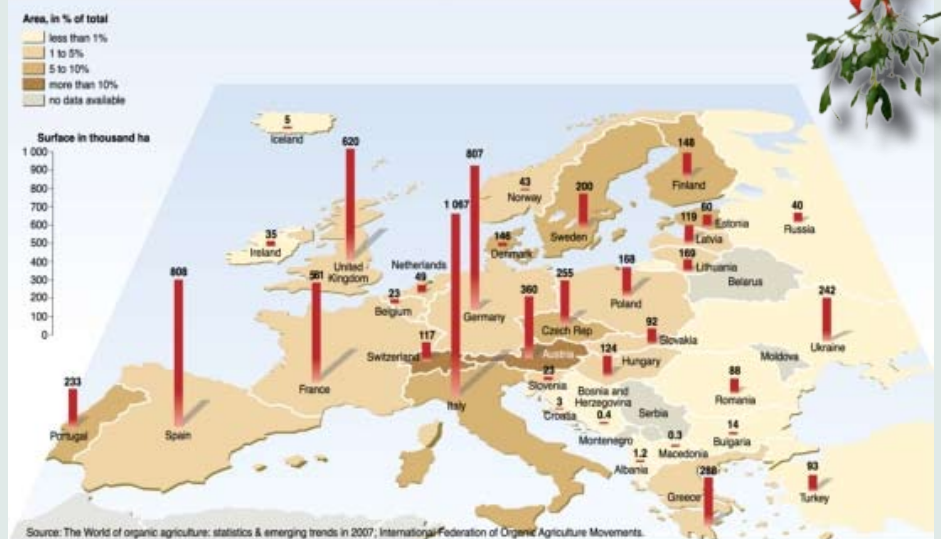 Area, in % of total
less than 1%
1 to 5%
5 to 10%
more than 10%
no data available
Surface in thousand ha
1 000
900
800
700
600
500
400
300
200
100
0
5
Iceland
620
United
Kingdom
35
Ireland
807
Germany
1 067
Italy
43
Norway
200
Sweden
148
Finland
60
Estonia
119
Latvia
169
Lithuania
40
Russia
146
Denmark
Netherlands
49
23
Belgium
808
Spain
561
France
233
Portugal
117
Switzerland
360
Austria
255
Czech Rep
168
Poland
Belarus
92
Slovakia
242
Ukraine
124
Hungary
Moldova
23
Slovenia
3
Croatia
Bosnia and
Herzegovina
0.4
Montenegro
Serbia
88
Romania
14
Bulgaria
0.3
Macedonia
1.2
Albania
288
Greece
93
Turkey
Source: The World of organic agriculture: statistics & emerging trends in 2007; International Federation of Organic Agriculture Movements.